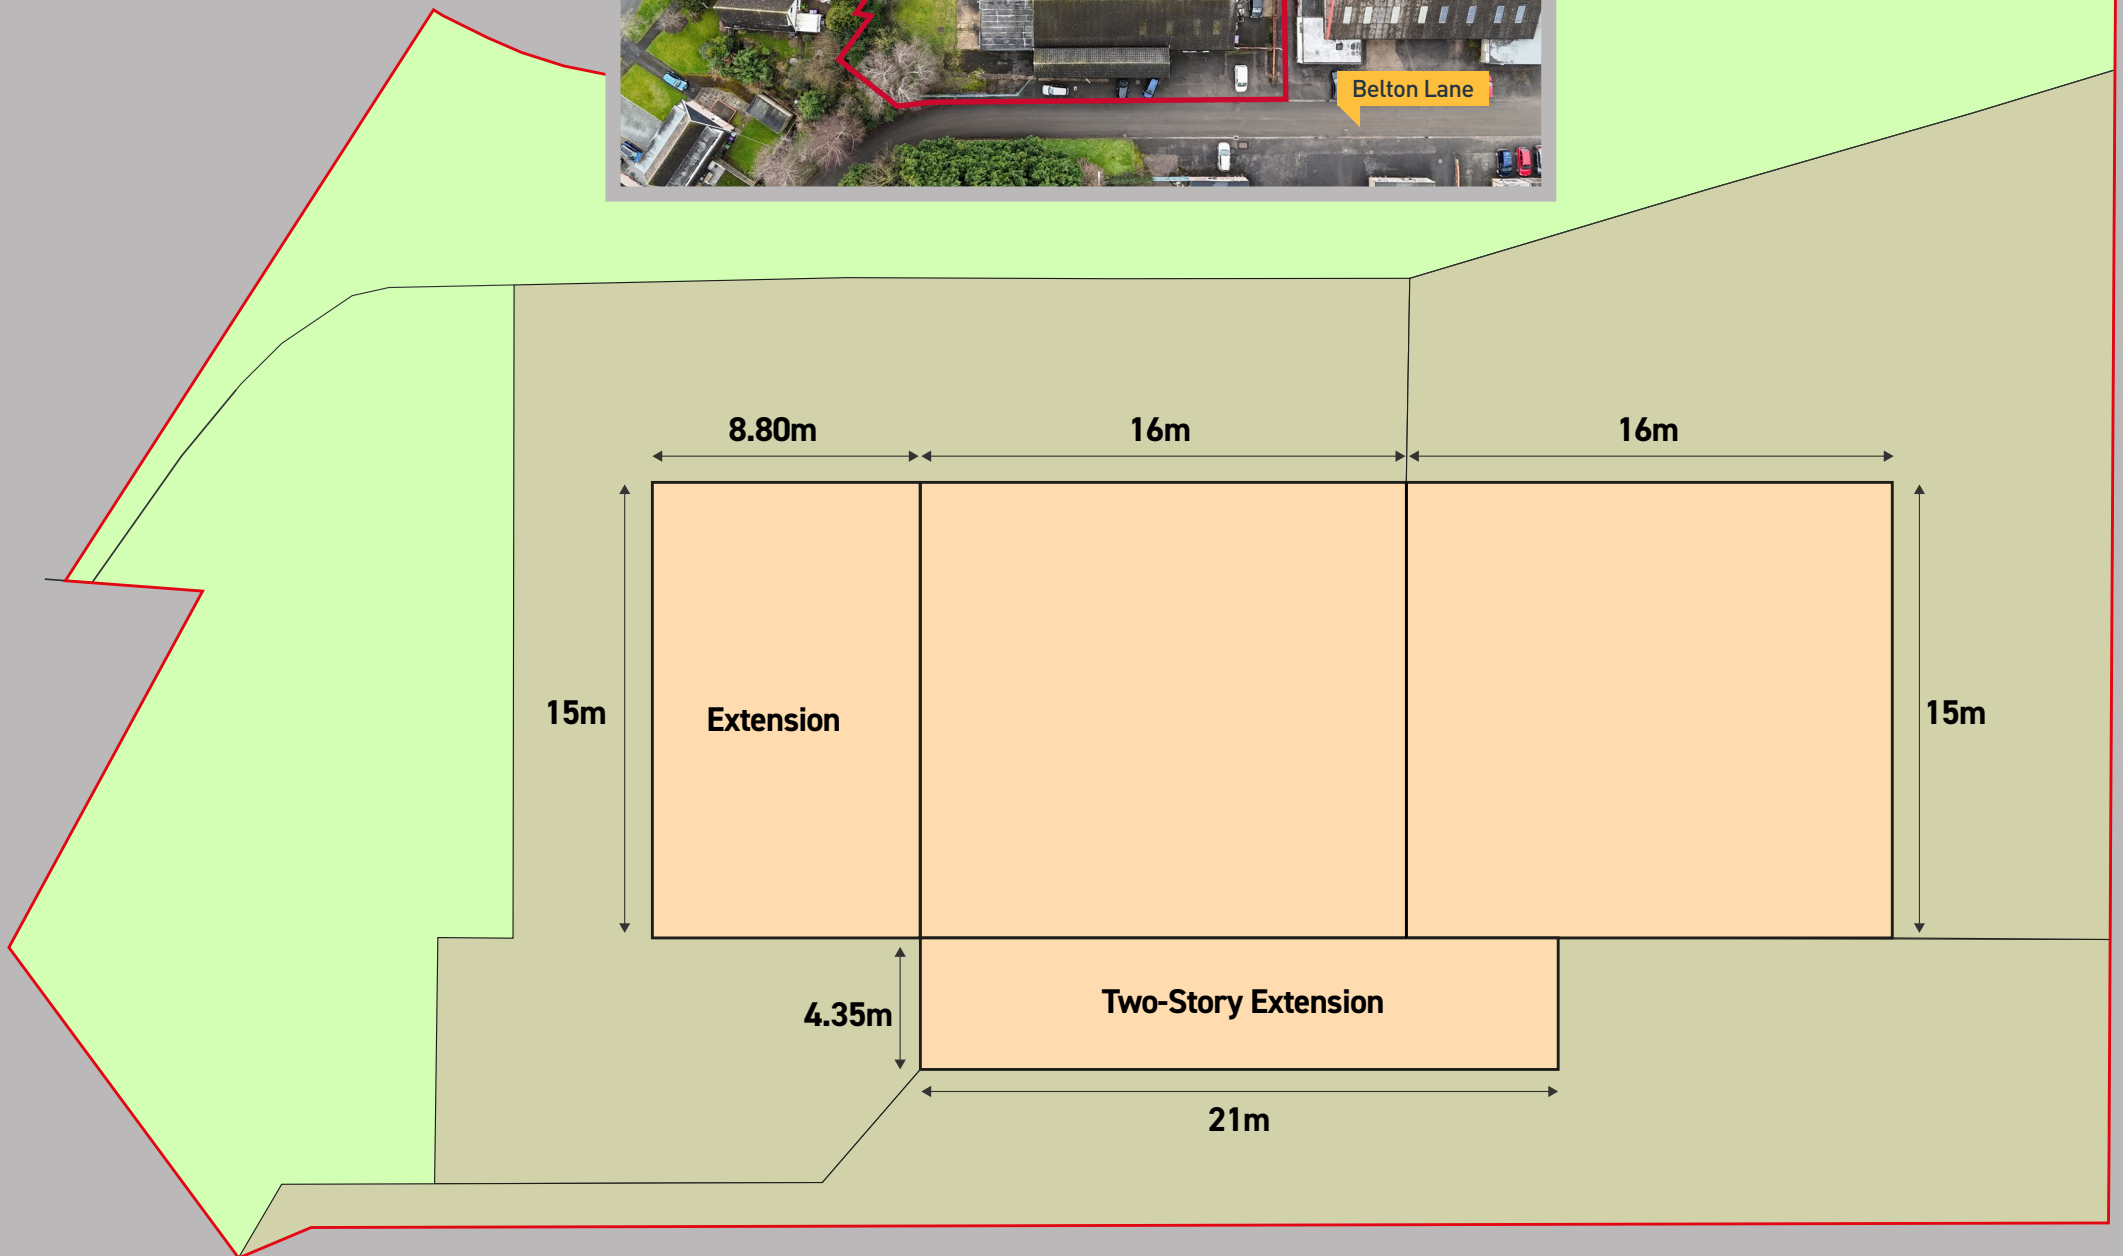 Belton Lane
8.80m
16m
16m
15m
Extension
15m
4.35m
Two-Story Extension
21m